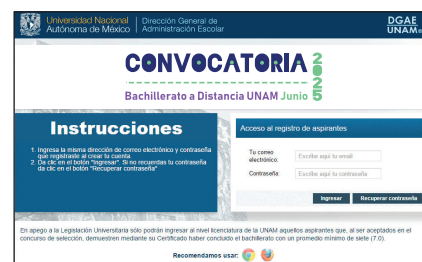 Universidad Nacional
Autónoma de México
Dirección General de
Administración Escolar
DGAE
UNAM
CONVOCATORIA 2025
Bachillerato a Distancia UNAM Junio
Instrucciones
1. Ingresa la misma dirección de correo electrónico y contraseña
que registraste al crear tu cuenta.
2. Da clic en el botón "Ingresar". Si no recuerdas tu contraseña
da clic en el botón "Recuperar contraseña"
Acceso al registro de aspirantes
Tu correo
electrónico:
Escribe aquí tu email
Contraseña:
Escribe aquí tu contraseña
Ingresar
Recuperar contraseña
En apego a la Legislación Universitaria sólo podrán ingresar al nivel licenciatura de la UNAM aquellos aspirantes que, al ser aceptados en el
concurso de selección, demuestren mediante su Certificado haber concluido el bachillerato con un promedio mínimo de siete (7.0).
Recomendamos usar: